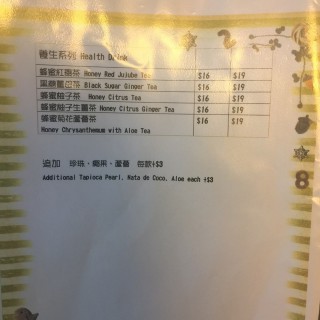 養生系列 Health Drink
蜂蜜紅棗茶 Honey Red Jujube Tea $16 $19
黑糖薑母茶 Black Sugar Ginger Tea $16 $19
蜂蜜柚子茶 Honey Citrus Tea $16 $19
蜂蜜柚子生薑茶 Honey Citrus Ginger Tea $16 $19
蜂蜜菊花蘆薈茶 $16 $19
Honey Chrysanthemum with Aloe Tea
追加 珍珠、椰果、蘆薈 每款+$3
Additional Tapioca Pearl, Nata de Coco, Aloe each +$3
2
8